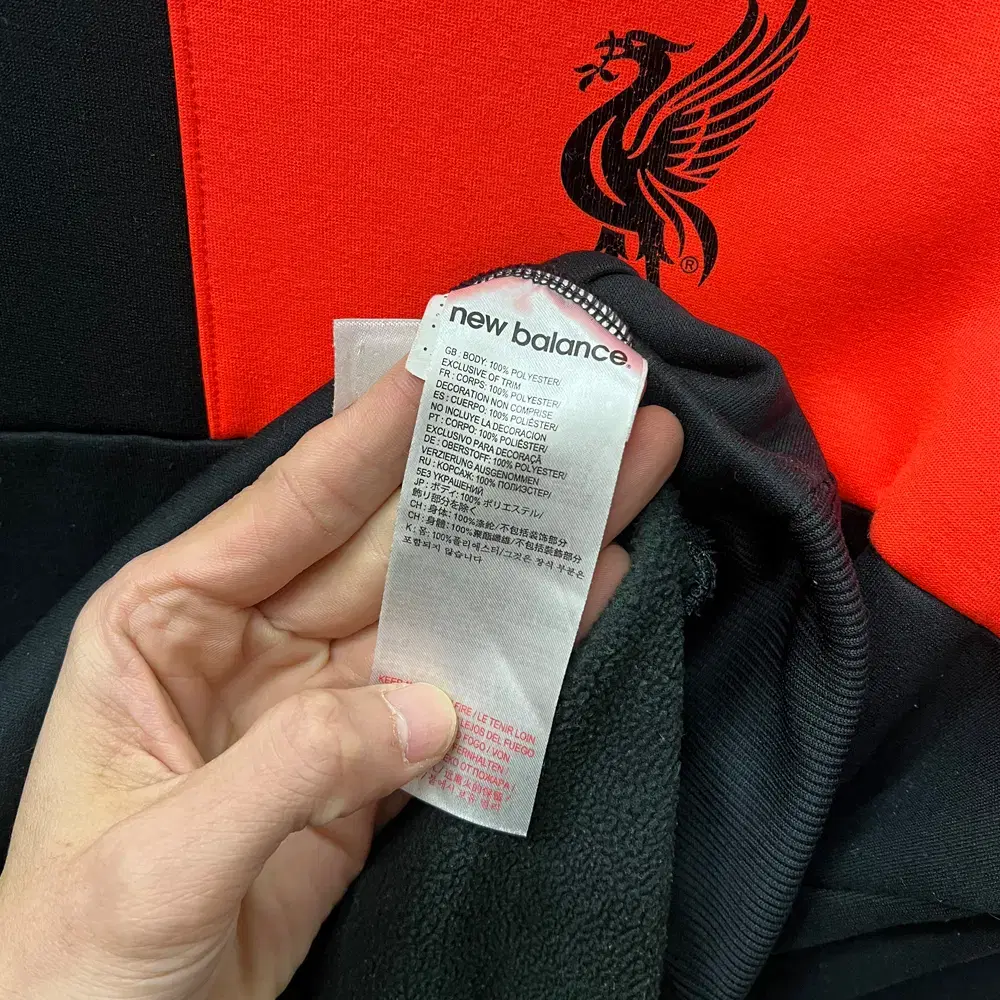 ®
new balance.
GB : BODY: 100% POLYESTER/
EXCLUSIVE OF TRIM
FR : CORPS: 100% POLYESTER/
DECORATION NON COMPRISE
ES : CUERPO: 100% POLIÉSTER/
NO INCLUYE LA DECORACION
PT : CORPO: 100% POLIÉSTER/
EXCLUSIVO PARA DECORAÇÃ
DE : OBERSTOFF: 100% POLYESTER/
VERZIERUNG AUSGENOMMEN
RU : КОРСАЖ: 100% ПОЛИЭСТЕР/
БЕЗ УКРАШЕНИЙ
JP : ボディ: 100% ポリエステル/
飾り部分を除く
CH : 身体: 100%涤纶/不包括装饰部分
CH : 身體: 100%聚酯纖維/不包括裝飾部分
K : 몸: 100%폴리에스터/그것은 장식 부분은
포함되지 않습니다
KEEP FIRE / LE TENIR LOIN
LEJOS DEL FUEGO
FOGO / VON
FERNHALTEN /
ОТ ПОЖАРА /